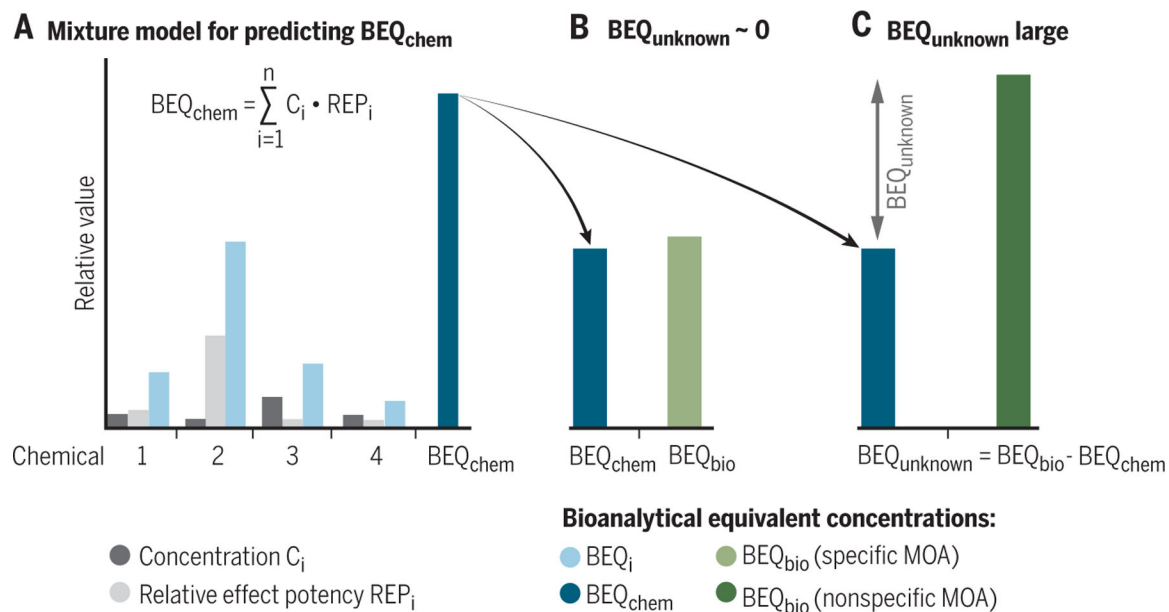 A Mixture model for predicting BEQchem
B BEQunknown ~ 0
C BEQunknown large
BEQchem = n ∑ i=1 Ci • REPi
Relative value
BEQunknown
Chemical 1 2 3 4 BEQchem
BEQchem BEQbio
BEQunknown = BEQbio - BEQchem
Concentration Ci
Relative effect potency REPi
Bioanalytical equivalent concentrations:
BEQi
BEQchem
BEQbio (specific MOA)
BEQbio (nonspecific MOA)